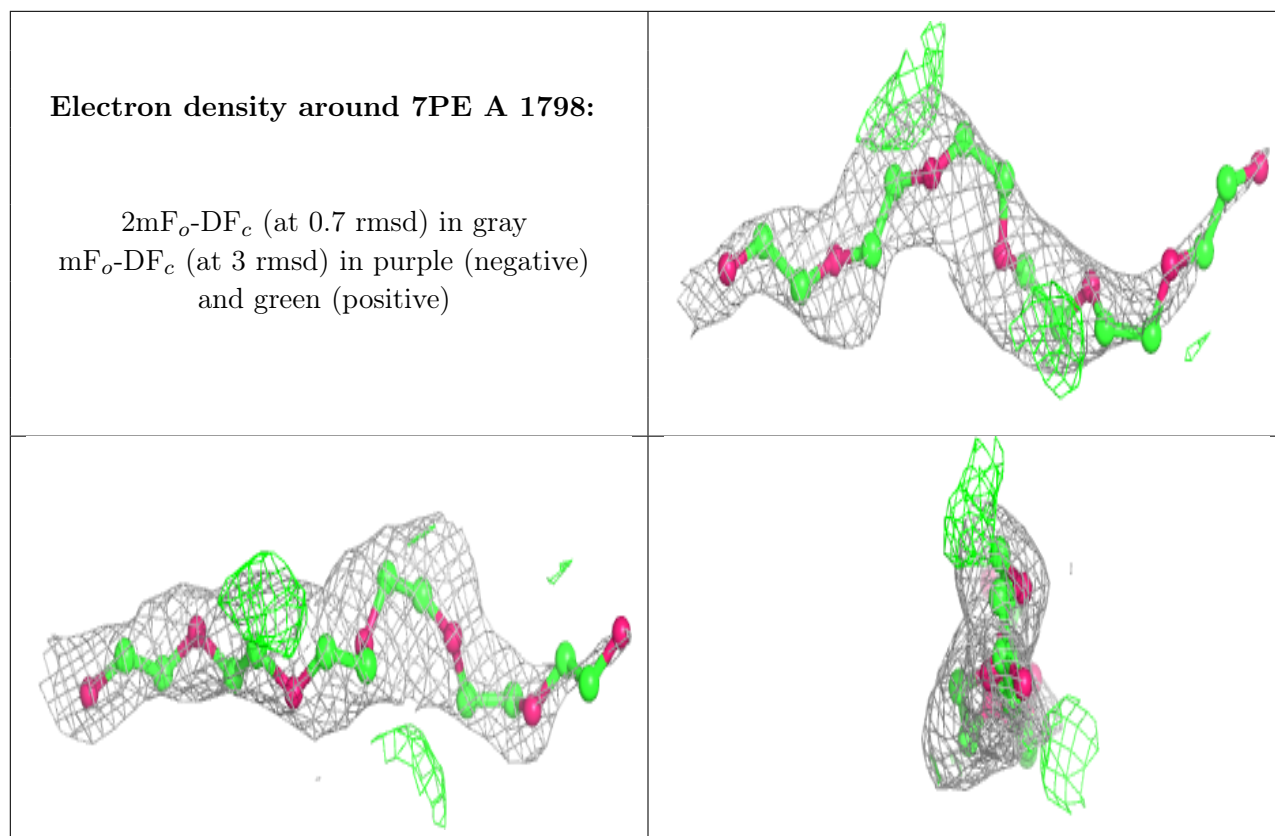 Electron density around 7PE A 1798:
2mFo-DFc (at 0.7 rmsd) in gray
mFo-DFc (at 3 rmsd) in purple (negative)
and green (positive)